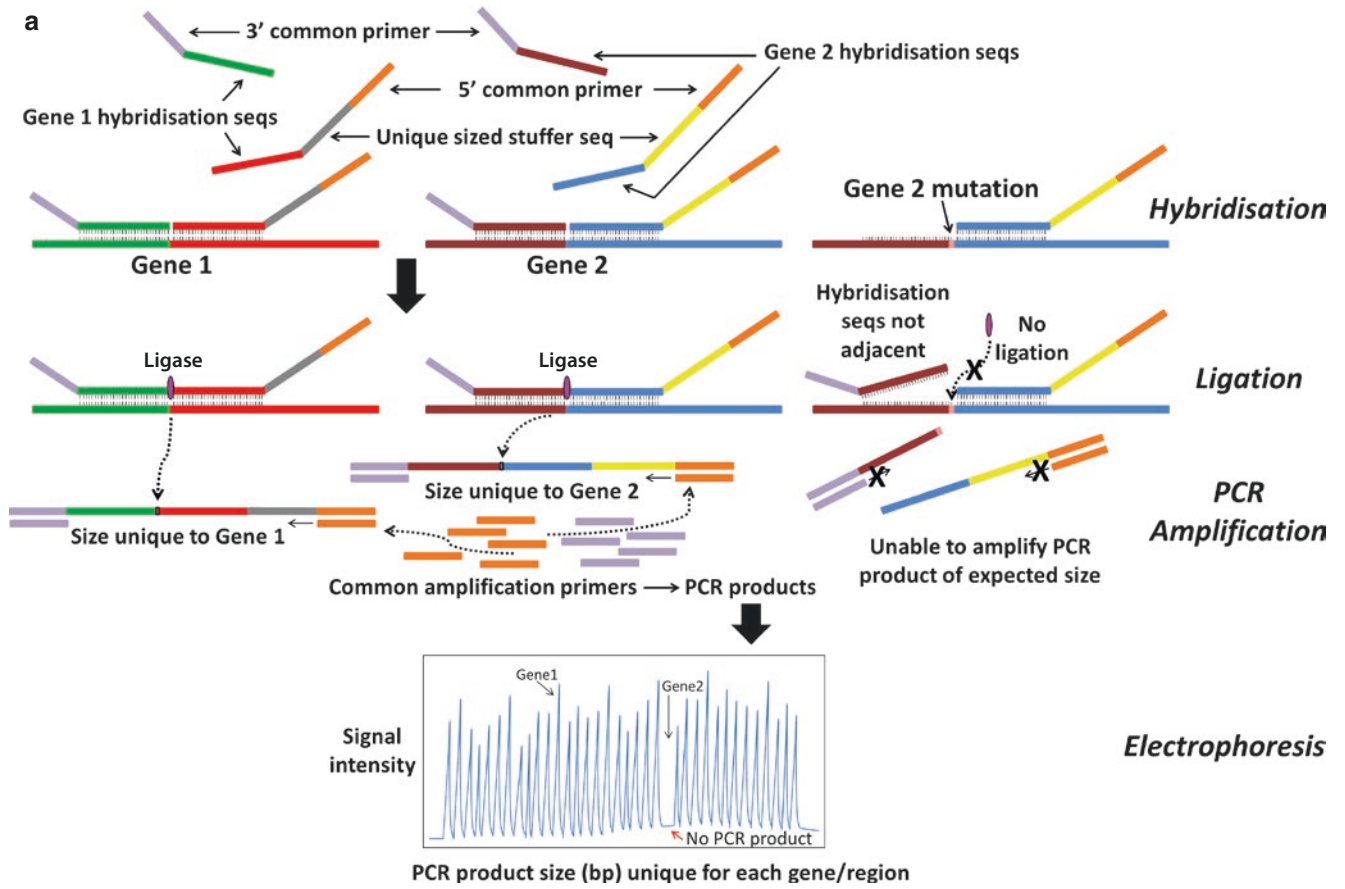 a
3' common primer
Gene 2 hybridisation seqs
5' common primer
Gene 1 hybridisation seqs
Unique sized stuffer seq
Gene 2 mutation
Hybridisation
Gene 1
Gene 2
Hybridisation
seqs not
adjacent
No
ligation
X
Ligase
Ligase
Ligation
Size unique to Gene 2
X
X
PCR
Amplification
Size unique to Gene 1
Unable to amplify PCR
product of expected size
Common amplification primers
PCR products
Gene1
Gene2
Signal
intensity
Electrophoresis
No PCR product
PCR product size (bp) unique for each gene/region